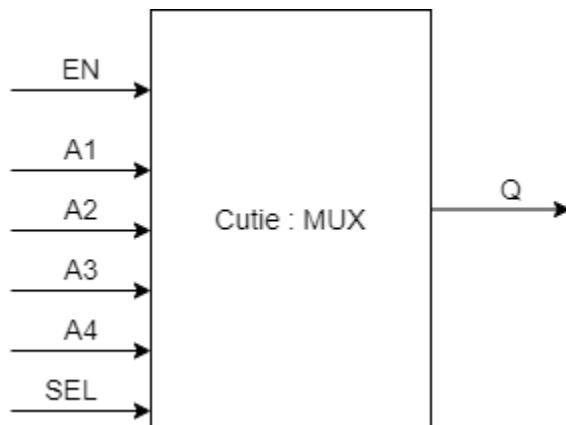 EN
A1
A2
A3
A4
SEL
Cutie : MUX
Q